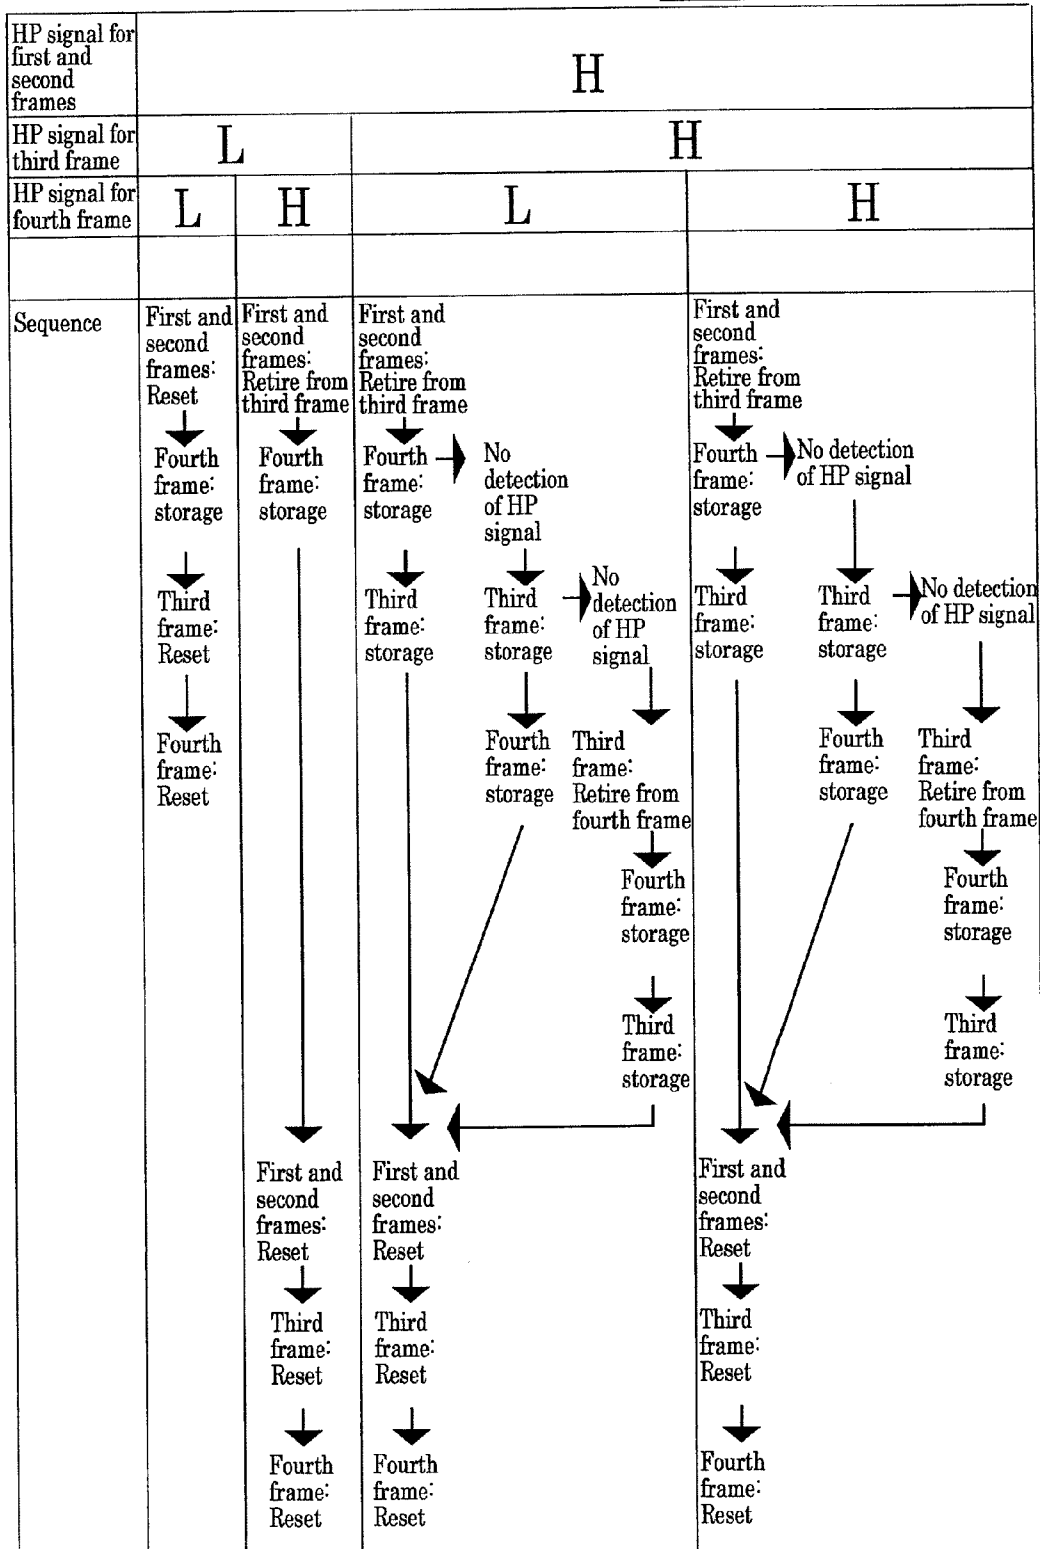 HP signal for
first and
second
frames
H
HP signal for
third frame
L
H
HP signal for
fourth frame
L
H
L
H
Sequence
First and
second
frames:
Reset
Fourth
frame:
storage
Third
frame:
Reset
Fourth
frame:
Reset
First and
second
frames:
Retire from
third frame
Fourth
frame:
storage
First and
second
frames:
Reset
Third
frame:
Reset
Fourth
frame:
Reset
First and
second
frames:
Retire from
third frame
Fourth
frame:
storage
Third
frame:
storage
No
detection
of HP
signal
Third
frame:
storage
Fourth
frame:
storage
No
detection
of HP
signal
Third
frame:
Retire from
fourth frame
Fourth
frame:
storage
Third
frame:
storage
First and
second
frames:
Reset
Third
frame:
Reset
Fourth
frame:
Reset
First and
second
frames:
Retire from
third frame
Fourth
frame:
storage
Third
frame:
storage
No detection
of HP signal
Third
frame:
storage
Fourth
frame:
storage
No detection
of HP signal
Third
frame:
Retire from
fourth frame
Fourth
frame:
storage
Third
frame:
storage
First and
second
frames:
Reset
Third
frame:
Reset
Fourth
frame:
Reset